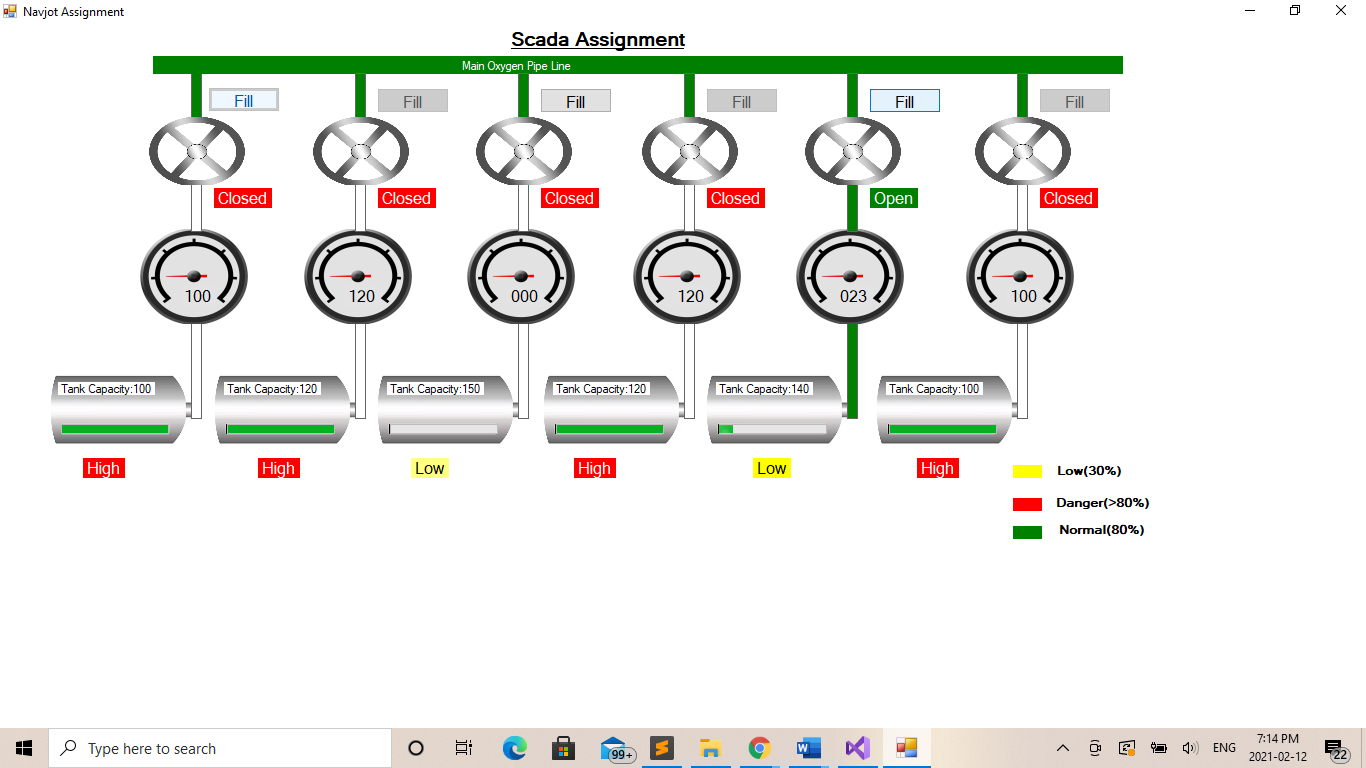 Navjot Assignment
Scada Assignment
Main Oxygen Pipe Line
Fill Fill Fill Fill Fill Fill
Closed Closed Closed Closed Open Closed
100 120 000 120 023 100
Tank Capacity:100 Tank Capacity:120 Tank Capacity:150 Tank Capacity:120 Tank Capacity:140 Tank Capacity:100
High High Low High Low High
Low(30%)
Danger(>80%)
Normal(80%)
Type here to search
99+
ENG
7:14 PM
2021-02-12
22